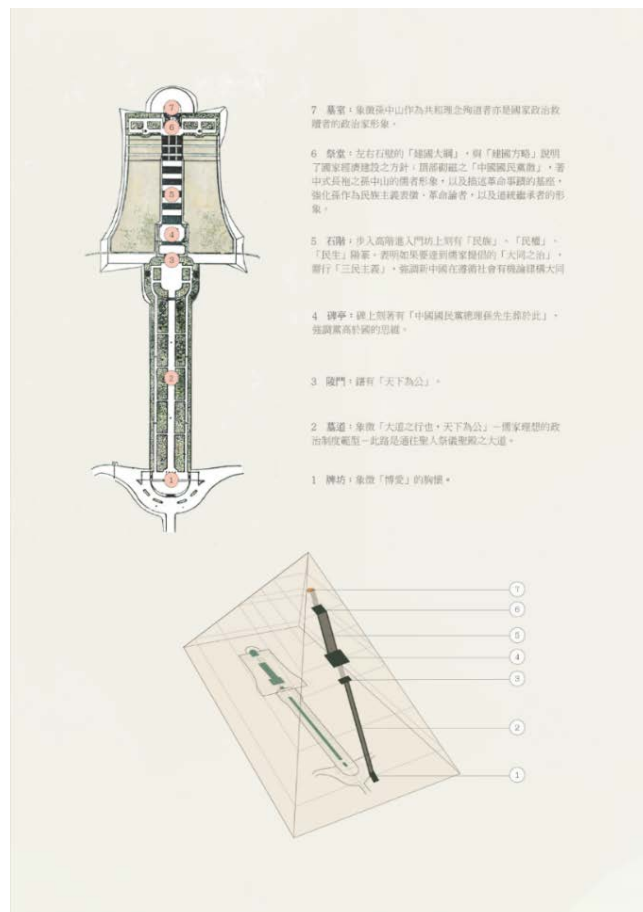 7 墓室：象徵孫中山作為共和理念殉道者亦是國家政治救
贖者的政治家形象。
6 祭堂：左右石壁的「建國大綱」，與「建國方略」說明
了國家經濟建設之方針；頂部刻磁之「中國國民黨徽」，著
中式長袍之孫中山的儒者形象，以及描述革命事蹟的基座，
強化孫作為民族主義表徵、革命論者，以及道統繼承者的形
象。
5 石階：步入高階進入門坊上刻有「民族」、「民權」、
「民生」陰篆。表明如果要達到儒家提倡的「大同之治」，
需行「三民主義」。強調新中國在遵循社會有機論建構大同
4 碑亭：碑上刻著有「中國國民黨總理孫先生葬於此」，
強調黨高於國的思維。
3 陵門：鐫有「天下為公」。
2 墓道：象徵「大道之行也，天下為公」－儒家理想的政
治制度範型－此路是通往聖人祭儀聖殿之大道。
1 牌坊：象徵「博愛」的胸懷。
7
6
5
4
3
2
1
7
6
5
4
3
2
1